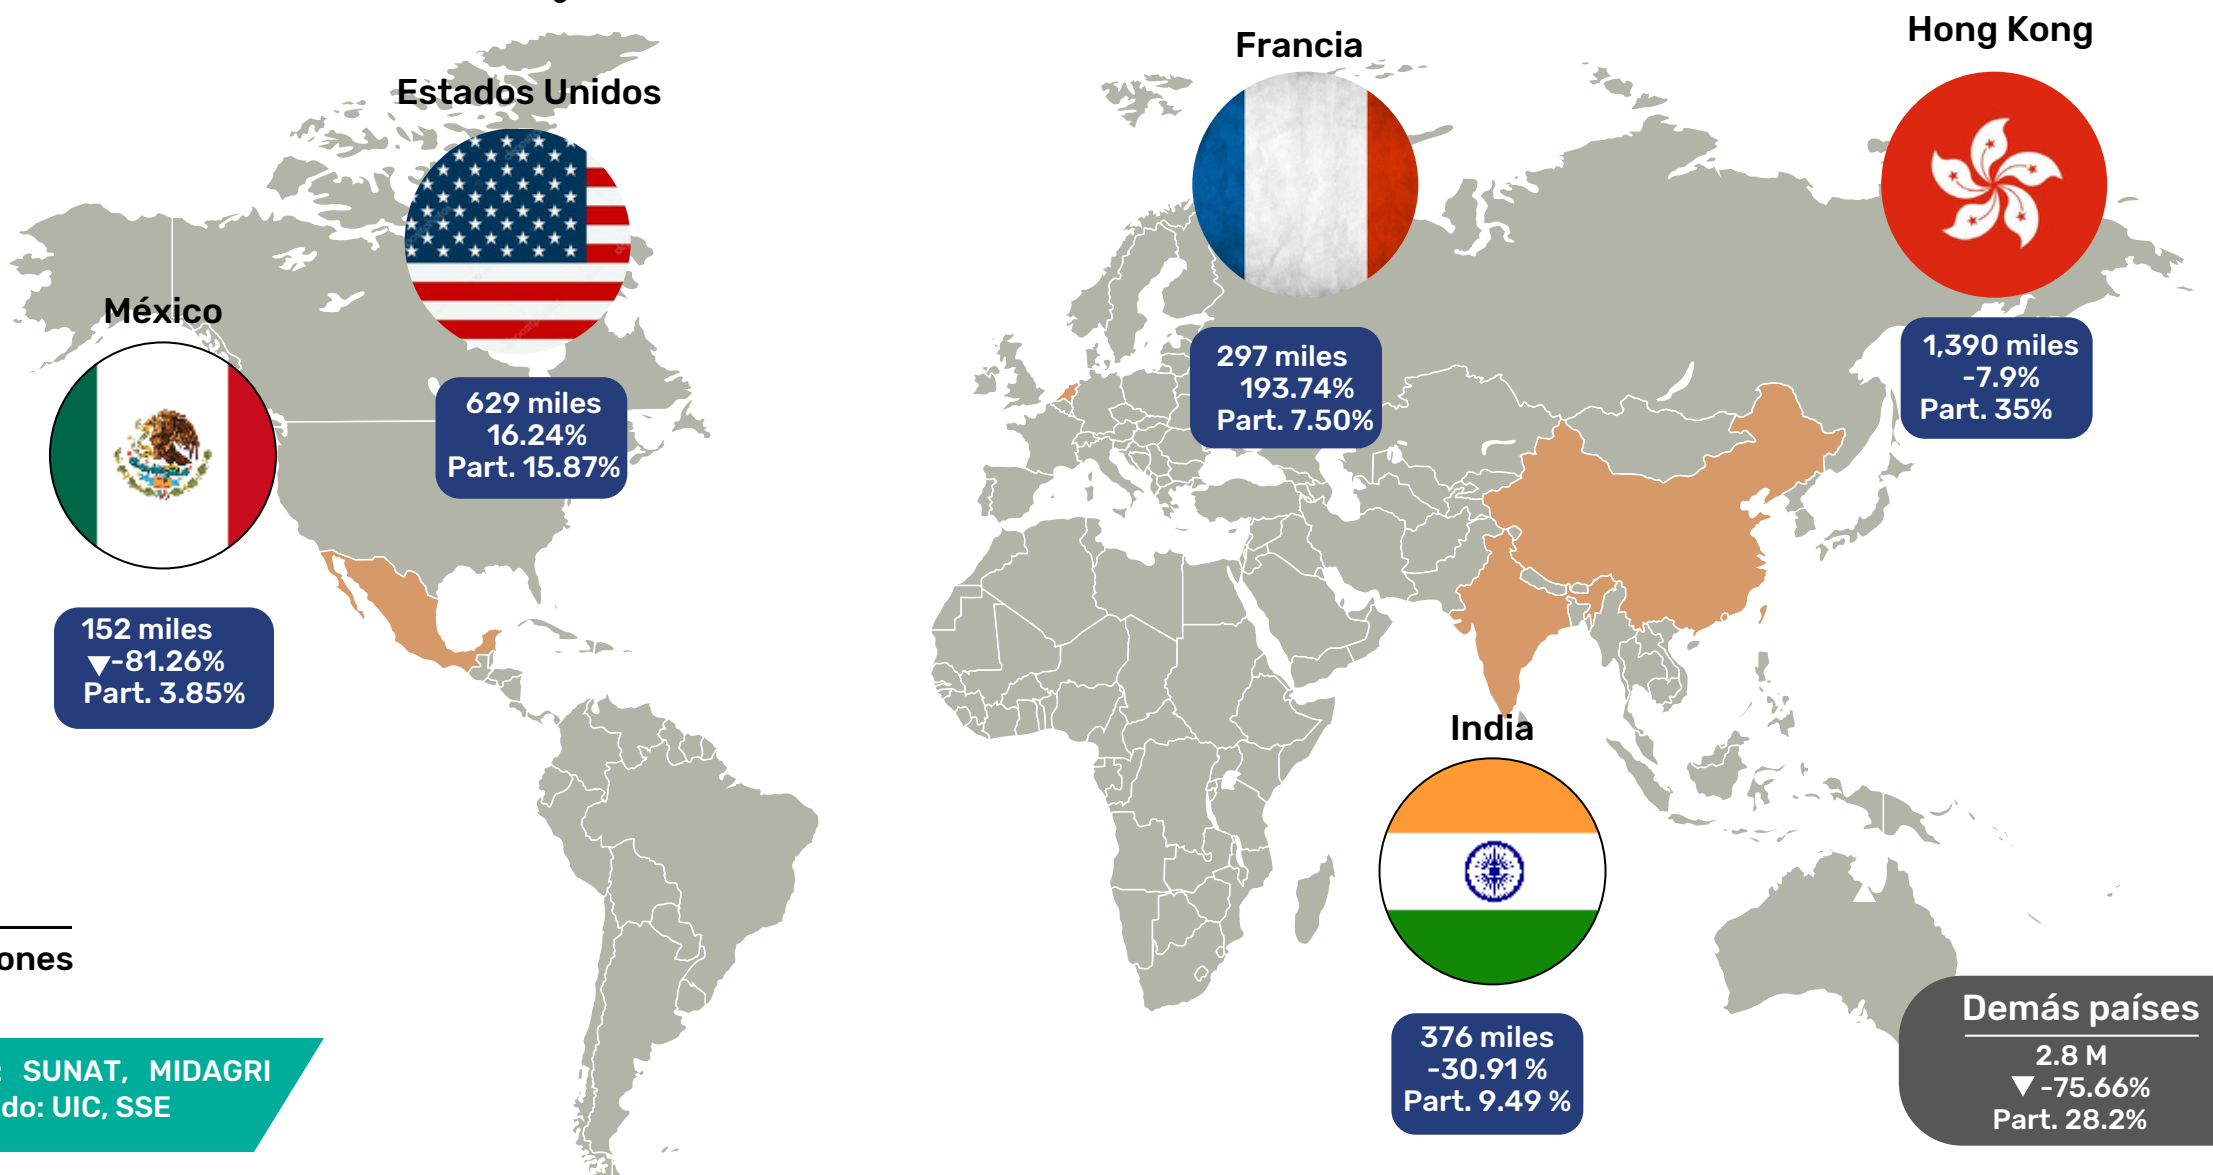 Estados Unidos
629 miles
16.24%
Part. 15.87%
México
152 miles
▼-81.26%
Part. 3.85%
Francia
297 miles
193.74%
Part. 7.50%
Hong Kong
1,390 miles
-7.9%
Part. 35%
India
376 miles
-30.91 %
Part. 9.49 %
Demás países
2.8 M
▼ -75.66%
Part. 28.2%
ones
: SUNAT, MIDAGRI
do: UIC, SSE